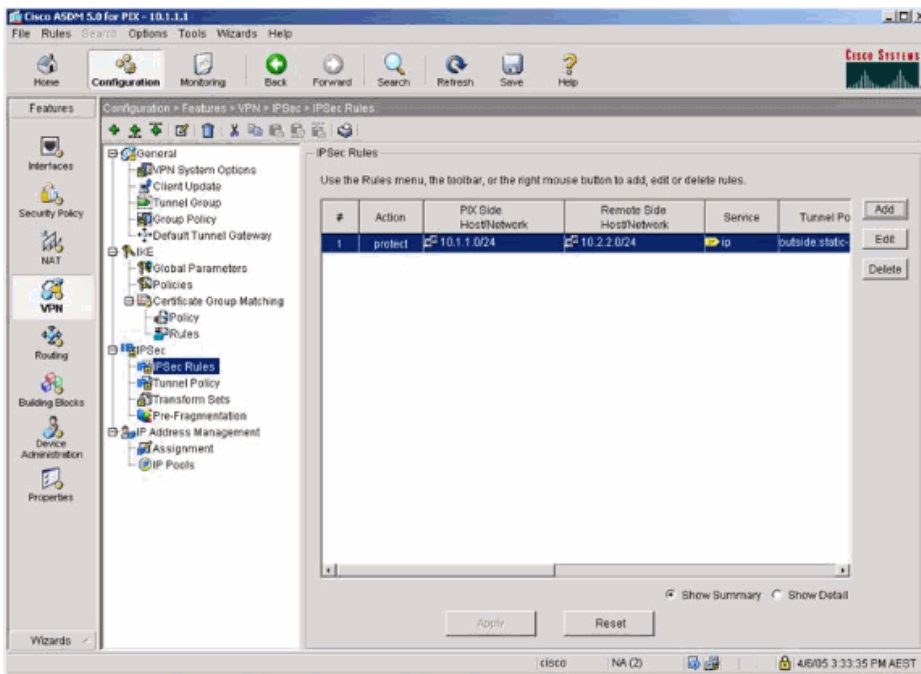 Cisco ASDM 5.0 for PIX - 10.1.1.1
File Rules Search Options Tools Wizards Help
Home
Configuration
Monitoring
Back
Forward
Search
Refresh
Save
Help
CISCO SYSTEMS
Features
Configuration > Features > VPN > IPSec > IPSec Rules
Interfaces
Security Policy
NAT
VPN
Routing
Building Blocks
Device Administration
Properties
Wizards
General
VPN System Options
Client Update
Tunnel Group
Group Policy
Default Tunnel Gateway
IKE
Global Parameters
Policies
Certificate Group Matching
Policy
Rules
IPSec
IPSec Rules
Tunnel Policy
Transform Sets
Pre-Fragmentation
IP Address Management
Assignment
IP Pools
IPSec Rules
Use the Rules menu, the toolbar, or the right mouse button to add, edit or delete rules.
# Action PIX Side Host/Network Remote Side Host/Network Service Tunnel Po
1 protect 10.1.1.0/24 10.2.2.0/24 ip outside:static-
Add
Edit
Delete
Show Summary Show Detail
Apply Reset
cisco NA (2) 4/6/05 3:33:35 PM AEST